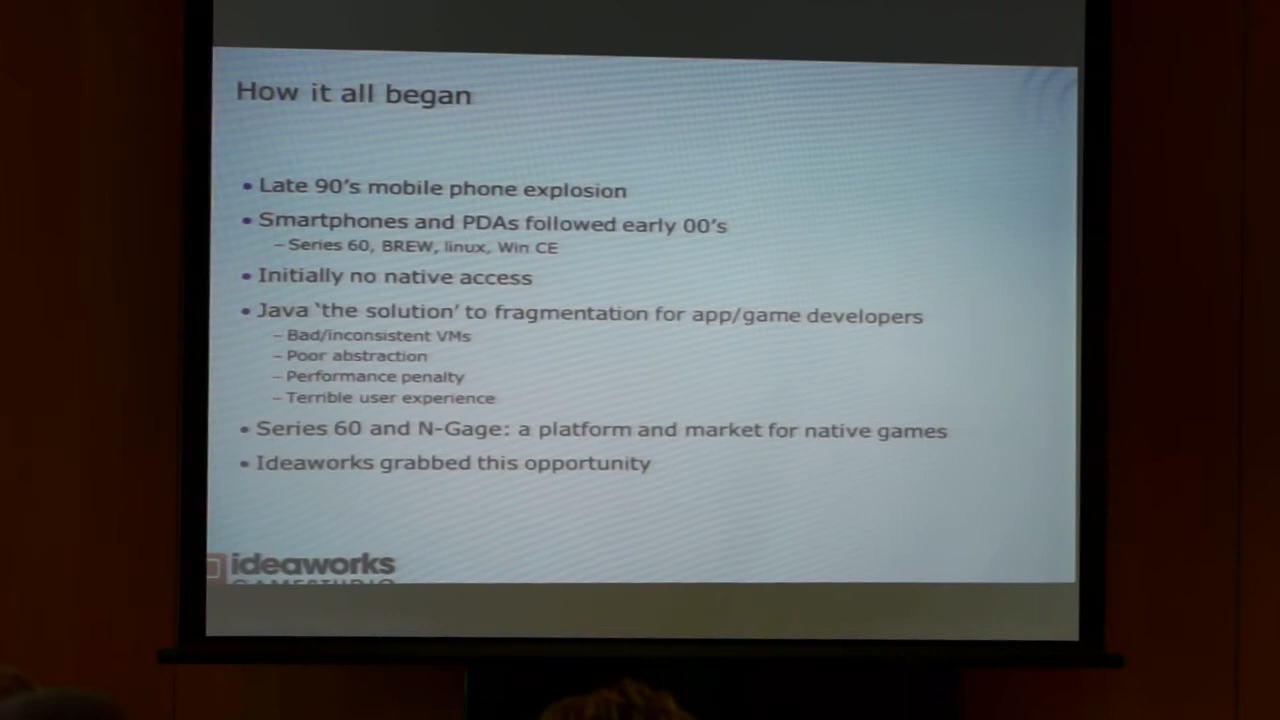 How it all began
• Late 90's mobile phone explosion
• Smartphones and PDAs followed early 00's
– Series 60, BREW, linux, Win CE
• Initially no native access
• Java ‘the solution’ to fragmentation for app/game developers
– Bad/inconsistent VMs
– Poor abstraction
– Performance penalty
– Terrible user experience
• Series 60 and N-Gage: a platform and market for native games
• Ideaworks grabbed this opportunity
ideaworks